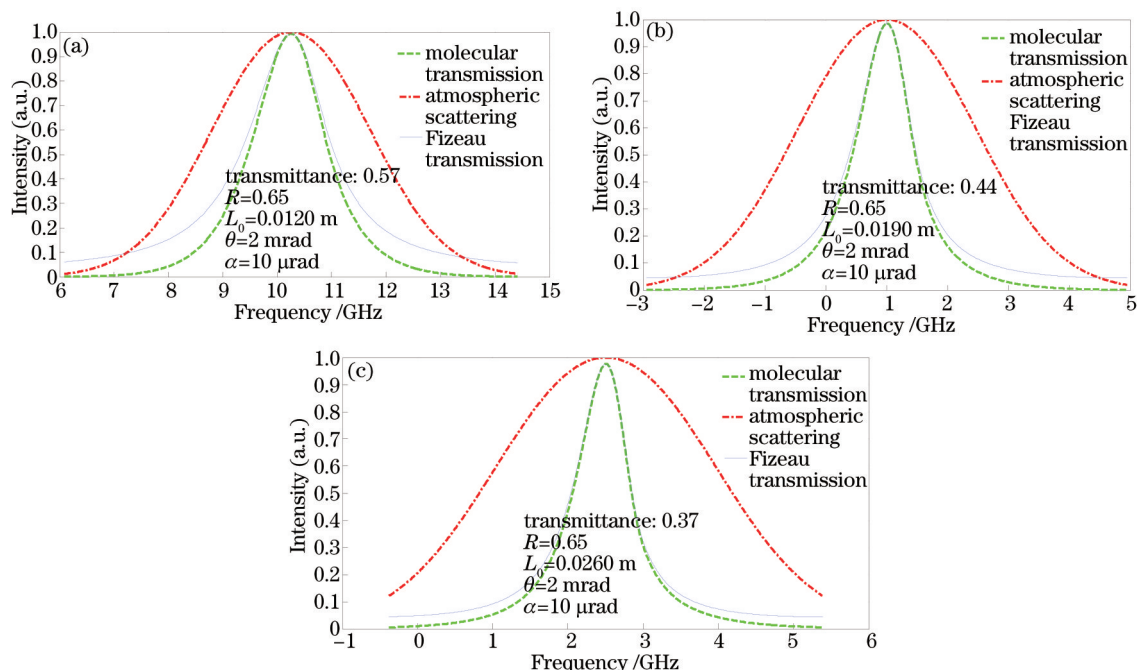 (a)
1.0
0.9
0.8
0.7
0.6
0.5
0.4
0.3
0.2
0.1
0
Intensity (a.u.)
molecular
transmission
atmospheric
scattering
Fizeau
transmission
transmittance: 0.57
R=0.65
L₀=0.0120 m
θ=2 mrad
α=10 μrad
6 7 8 9 10 11 12 13 14 15
Frequency /GHz
(b)
1.0
0.9
0.8
0.7
0.6
0.5
0.4
0.3
0.2
0.1
0
Intensity (a.u.)
molecular
transmission
atmospheric
scattering
Fizeau
transmission
transmittance: 0.44
R=0.65
L₀=0.0190 m
θ=2 mrad
α=10 μrad
−3 −2 −1 0 1 2 3 4 5
Frequency /GHz
(c)
1.0
0.9
0.8
0.7
0.6
0.5
0.4
0.3
0.2
0.1
0
Intensity (a.u.)
molecular
transmission
atmospheric
scattering
Fizeau
transmission
transmittance: 0.37
R=0.65
L₀=0.0260 m
θ=2 mrad
α=10 μrad
−1 0 1 2 3 4 5 6
Frequency /GHz